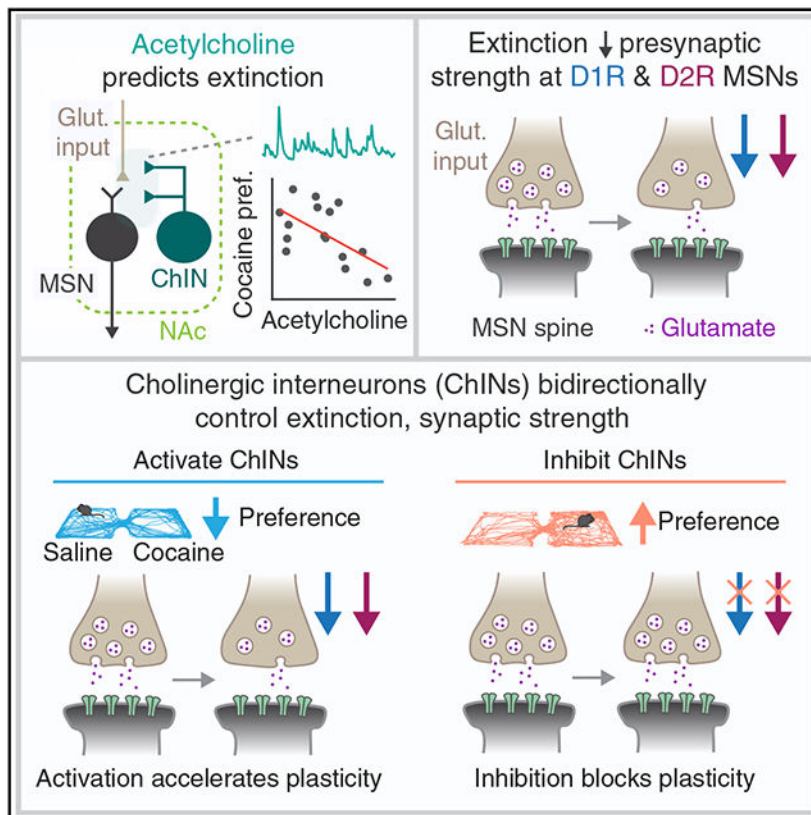 Acetylcholine
predicts extinction
Glut.
input
MSN
ChIN
NAc
Cocaine pref.
Acetylcholine
Extinction ↓ presynaptic
strength at D1R & D2R MSNs
Glut.
input
MSN spine
Glutamate
Cholinergic interneurons (ChINs) bidirectionally
control extinction, synaptic strength
Activate ChINs
Preference
Saline Cocaine
Activation accelerates plasticity
Inhibit ChINs
Preference
Inhibition blocks plasticity